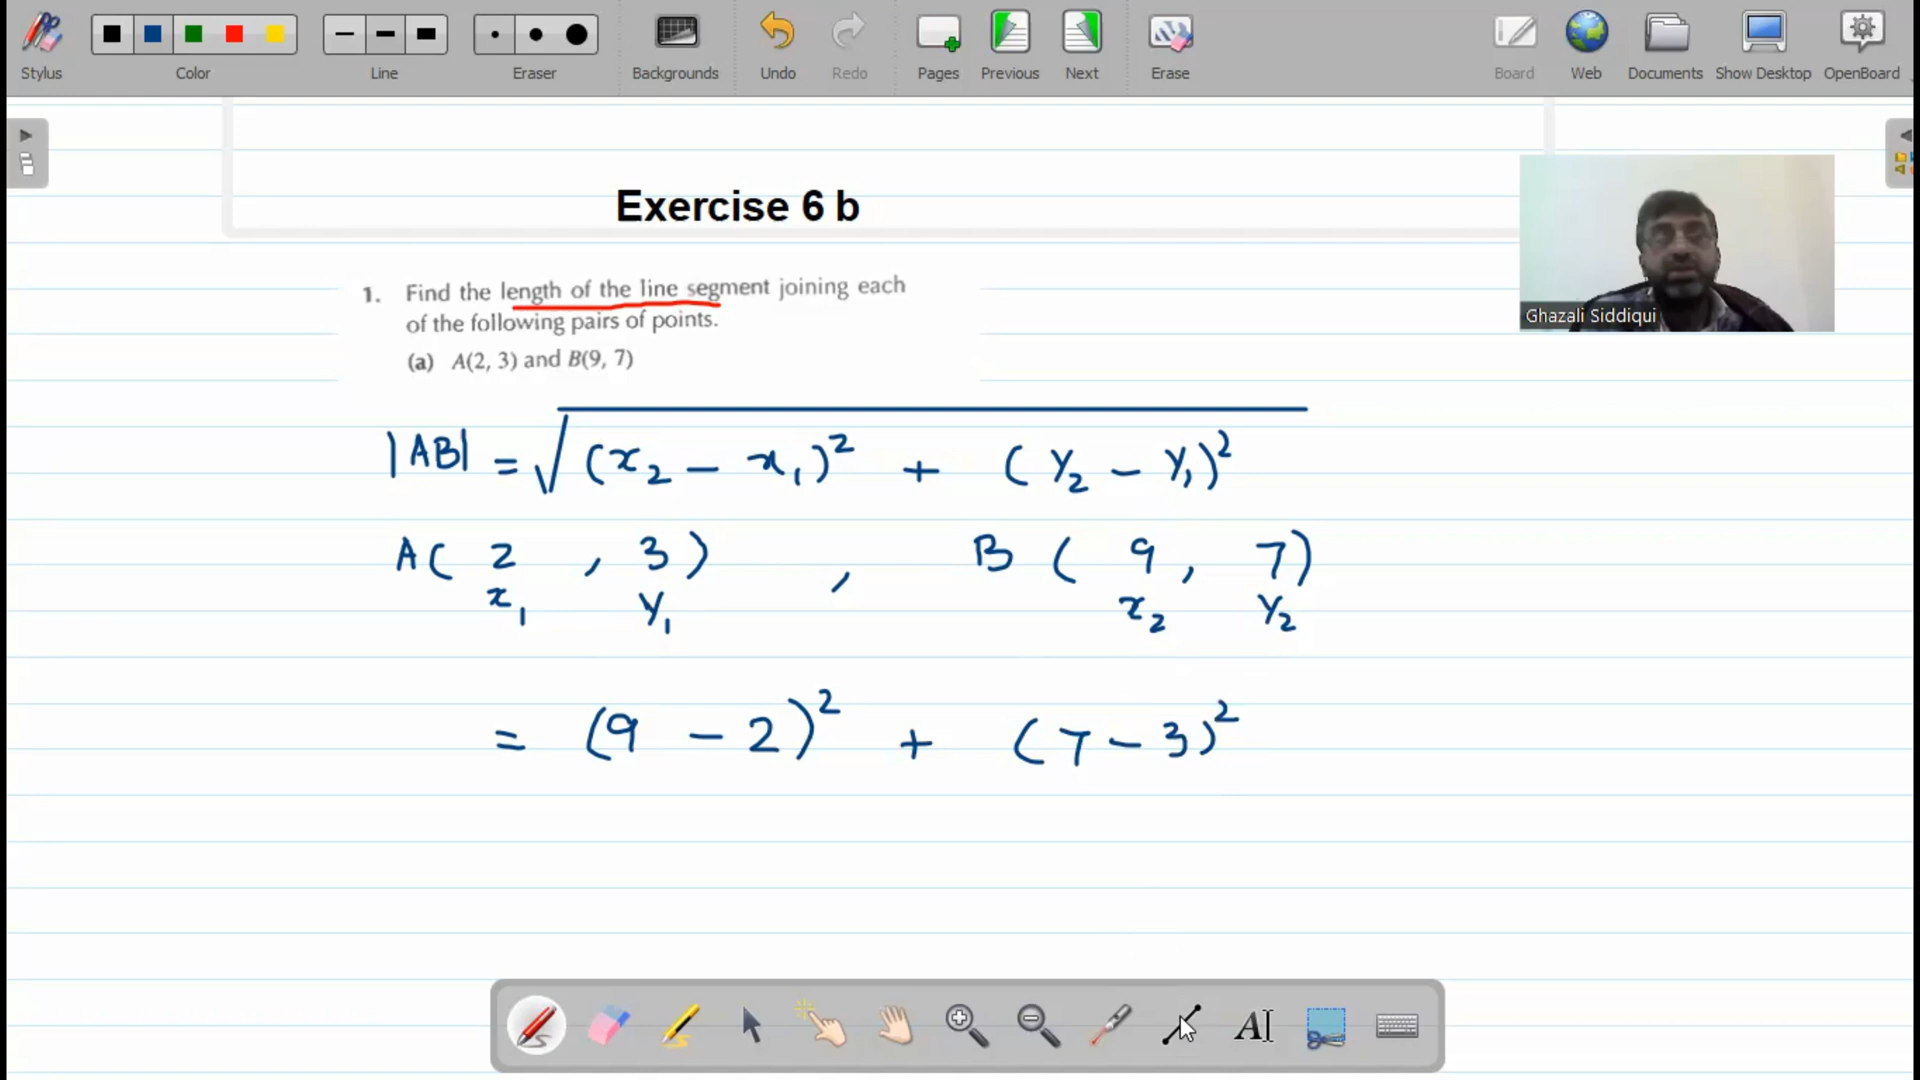 Stylus Color Line Eraser Backgrounds Undo Redo Pages Previous Next Erase Board Web Documents Show Desktop OpenBoard
Exercise 6 b
Ghazali Siddiqui
1. Find the length of the line segment joining each
of the following pairs of points.
(a) A(2, 3) and B(9, 7)
|AB| = √(x₂ − x₁)² + (y₂ − y₁)²
A( 2 , 3 ) , B ( 9 , 7 )
x₁ y₁ x₂ y₂
= (9 − 2)² + (7 − 3)²
AI